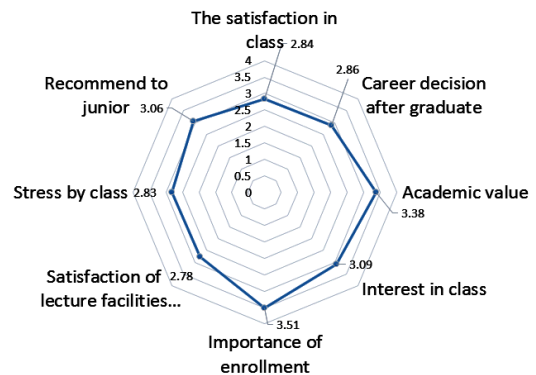 The satisfaction in
class
2.84
2.86
Career decision
after graduate
Recommend to
junior
3.06
4
3.5
3
2.5
2
1.5
1
0.5
0
Stress by class
2.83
Academic value
3.38
Satisfaction of
lecture facilities...
2.78
3.09
Interest in class
3.51
Importance of
enrollment